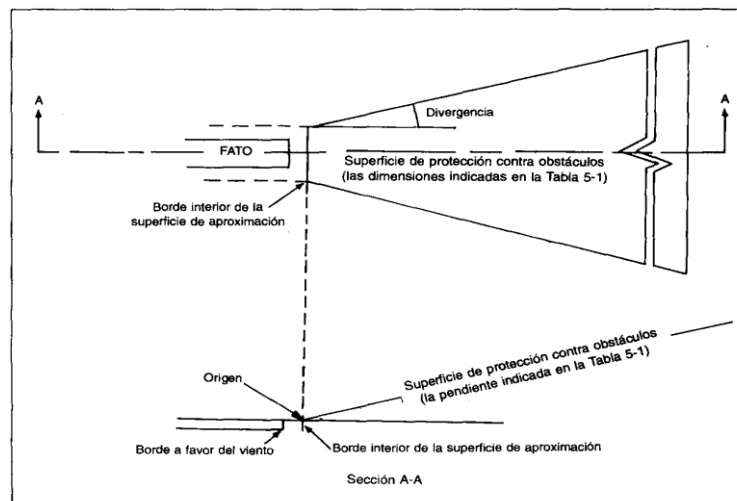 A
A
Divergencia
FATO
Superficie de protección contra obstáculos
(las dimensiones indicadas en la Tabla 5-1)
Borde interior de la
superficie de aproximación
Superficie de protección contra obstáculos
(la pendiente indicada en la Tabla 5-1)
Origen
Borde a favor del viento
Borde interior de la superficie de aproximación
Sección A-A